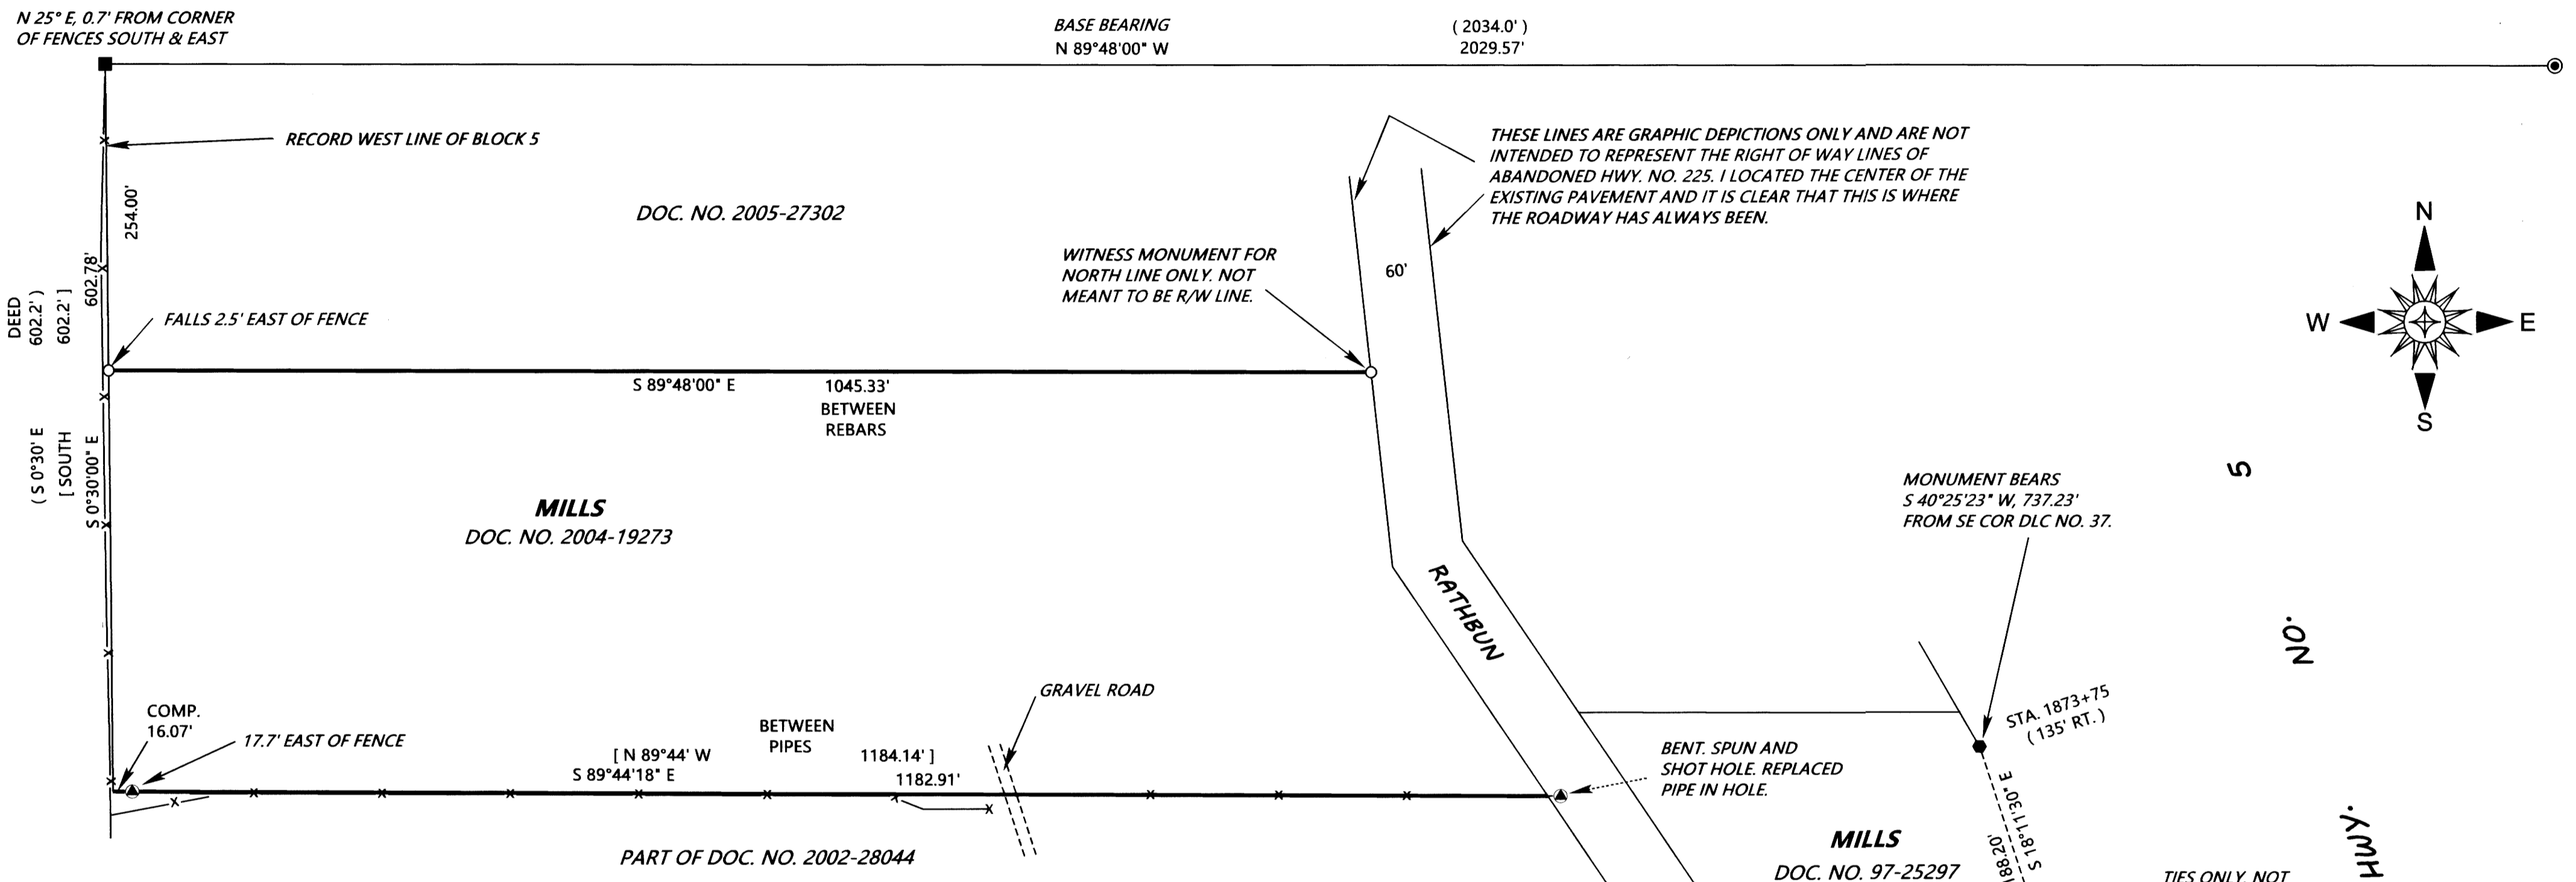 N 25° E, 0.7' FROM CORNER
OF FENCES SOUTH & EAST
BASE BEARING
N 89°48'00" W
( 2034.0' )
2029.57'
RECORD WEST LINE OF BLOCK 5
254.00'
602.78'
S 0°30'00" E
DEED
602.2' )
( S 0°30' E
602.2' ]
[ SOUTH
DOC. NO. 2005-27302
THESE LINES ARE GRAPHIC DEPICTIONS ONLY AND ARE NOT
INTENDED TO REPRESENT THE RIGHT OF WAY LINES OF
ABANDONED HWY. NO. 225. I LOCATED THE CENTER OF THE
EXISTING PAVEMENT AND IT IS CLEAR THAT THIS IS WHERE
THE ROADWAY HAS ALWAYS BEEN.
WITNESS MONUMENT FOR
NORTH LINE ONLY. NOT
MEANT TO BE R/W LINE.
60'
N
W
E
S
FALLS 2.5' EAST OF FENCE
S 89°48'00" E
1045.33'
BETWEEN
REBARS
MILLS
DOC. NO. 2004-19273
MONUMENT BEARS
S 40°25'23" W, 737.23'
FROM SE COR DLC NO. 37.
5
NO.
HWY.
RATHBUN
STA. 1873+75
( 135' RT. )
COMP.
16.07'
17.7' EAST OF FENCE
BETWEEN
PIPES
[ N 89°44' W
1184.14' ]
S 89°44'18" E
1182.91'
GRAVEL ROAD
BENT. SPUN AND
SHOT HOLE. REPLACED
PIPE IN HOLE.
S 18°11'30" E
188.20'
PART OF DOC. NO. 2002-28044
MILLS
DOC. NO. 97-25297
TIES ONLY, NOT